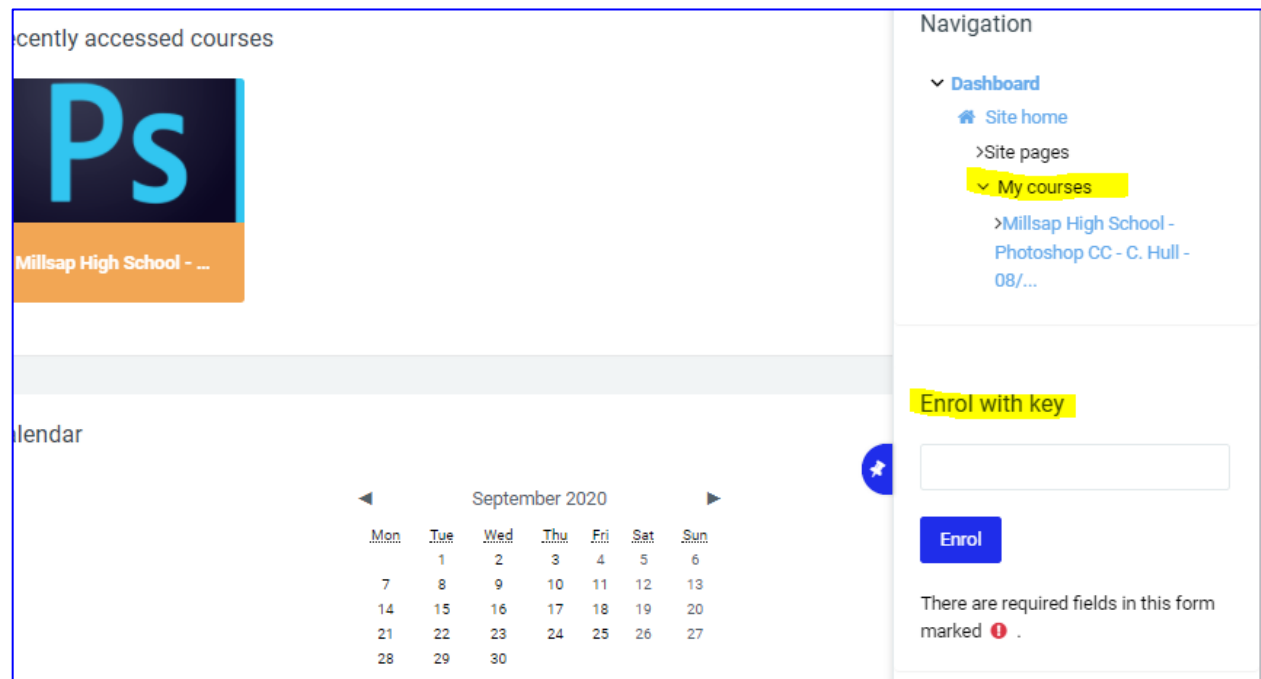 ecently accessed courses
Ps
Millsap High School - ...
alendar
September 2020
Mon Tue Wed Thu Fri Sat Sun
1 2 3 4 5 6
7 8 9 10 11 12 13
14 15 16 17 18 19 20
21 22 23 24 25 26 27
28 29 30
Navigation
Dashboard
Site home
Site pages
My courses
Millsap High School -
Photoshop CC - C. Hull -
08/...
Enrol with key
Enrol
There are required fields in this form
marked .